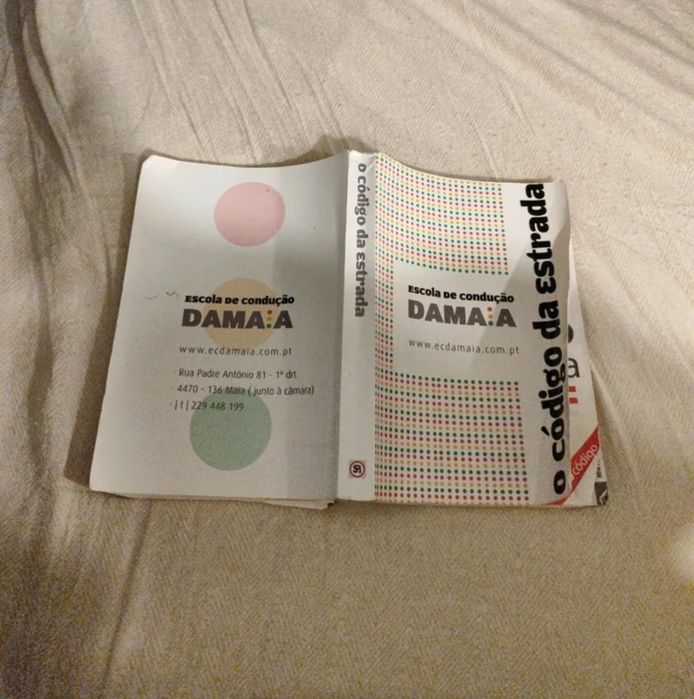 Escola de condução
DAMAIA
www.ecdamaia.com.pt
Rua Padre António 81 - 1º drt.
4470 - 136 Maia ( junto à câmara)
| t | 229 448 199
o código da estrada
Escola de condução
DAMAIA
www.ecdamaia.com.pt
o código da estrada
código